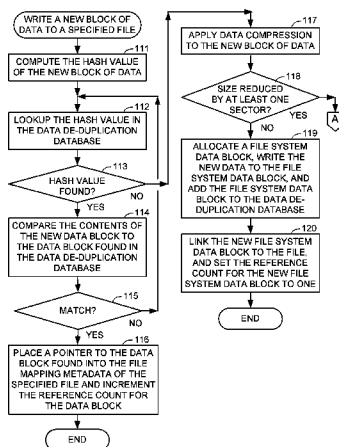 WRITE A NEW BLOCK OF
DATA TO A SPECIFIED FILE
111
COMPUTE THE HASH VALUE
OF THE NEW BLOCK OF DATA
112
LOOKUP THE HASH VALUE IN
THE DATA DE-DUPLICATION
DATABASE
113
HASH VALUE
FOUND?
NO
YES
114
COMPARE THE CONTENTS OF
THE NEW DATA BLOCK TO
THE DATA BLOCK FOUND IN
THE DATA DE-DUPLICATION
DATABASE
115
MATCH?
NO
YES
116
PLACE A POINTER TO THE DATA
BLOCK FOUND INTO THE FILE
MAPPING METADATA OF THE
SPECIFIED FILE AND INCREMENT
THE REFERENCE COUNT FOR
THE DATA BLOCK
END
117
APPLY DATA COMPRESSION
TO THE NEW BLOCK OF DATA
118
SIZE REDUCED
BY AT LEAST ONE
SECTOR?
YES
A
NO
119
ALLOCATE A FILE SYSTEM
DATA BLOCK, WRITE THE
NEW DATA TO THE FILE
SYSTEM DATA BLOCK, AND
ADD THE FILE SYSTEM DATA
BLOCK TO THE DATA DE-
DUPLICATION DATABASE
120
LINK THE NEW FILE SYSTEM
DATA BLOCK TO THE FILE,
AND SET THE REFERENCE
COUNT FOR THE NEW FILE
SYSTEM DATA BLOCK TO ONE
END